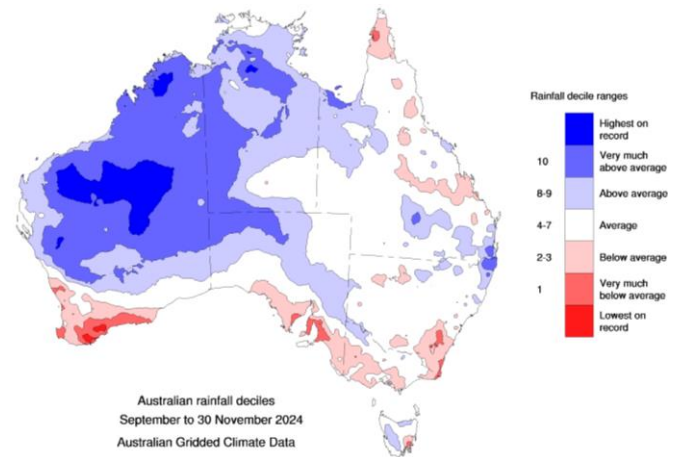 Rainfall decile ranges
Highest on
record
10
Very much
above average
8-9
Above average
4-7
Average
2-3
Below average
1
Very much
below average
Lowest on
record
Australian rainfall deciles
September to 30 November 2024
Australian Gridded Climate Data